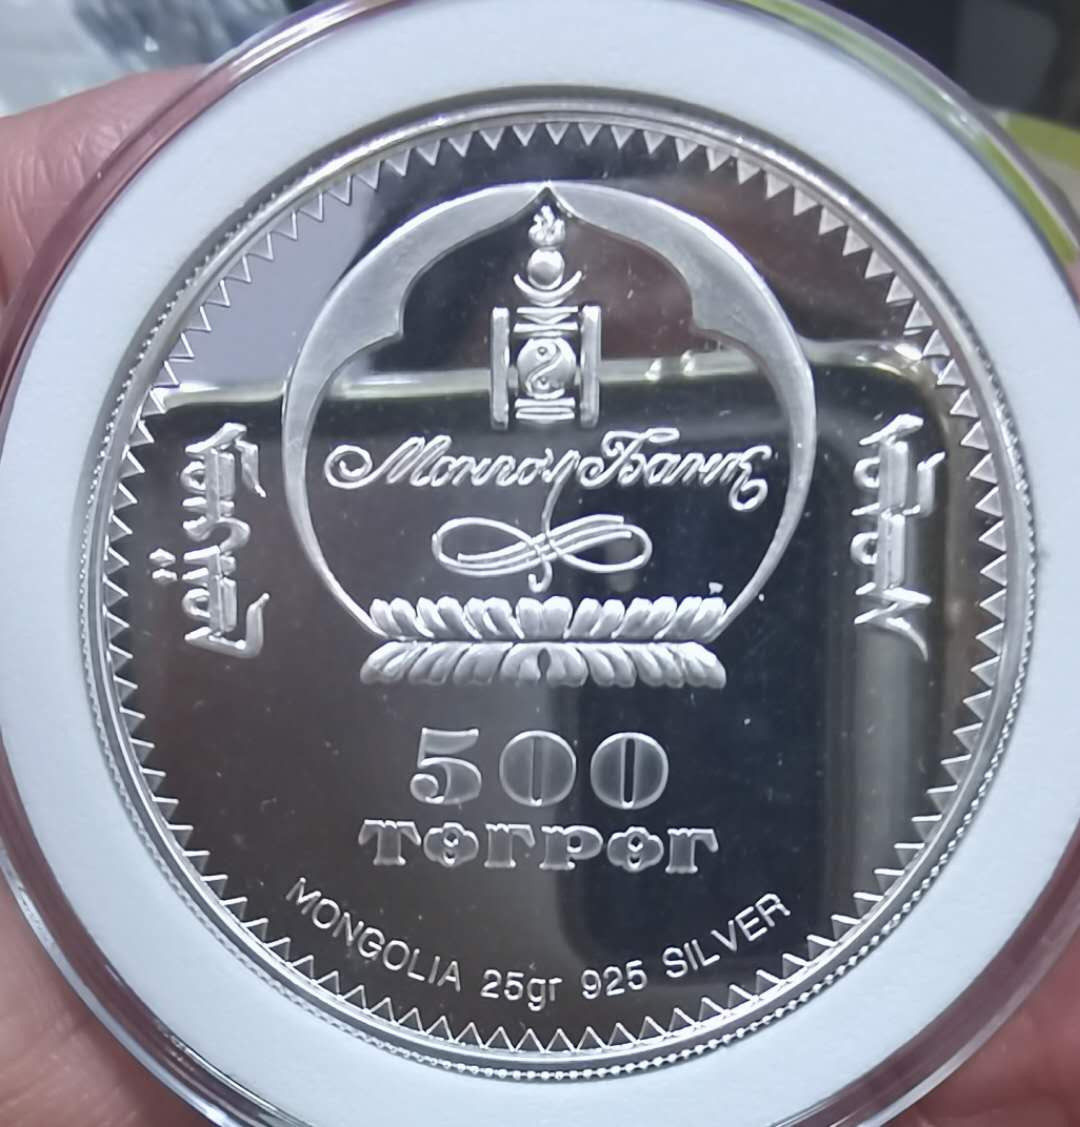 Монгол Банк
500
ТӨГРӨГ
MONGOLIA 25gr 925 SILVER